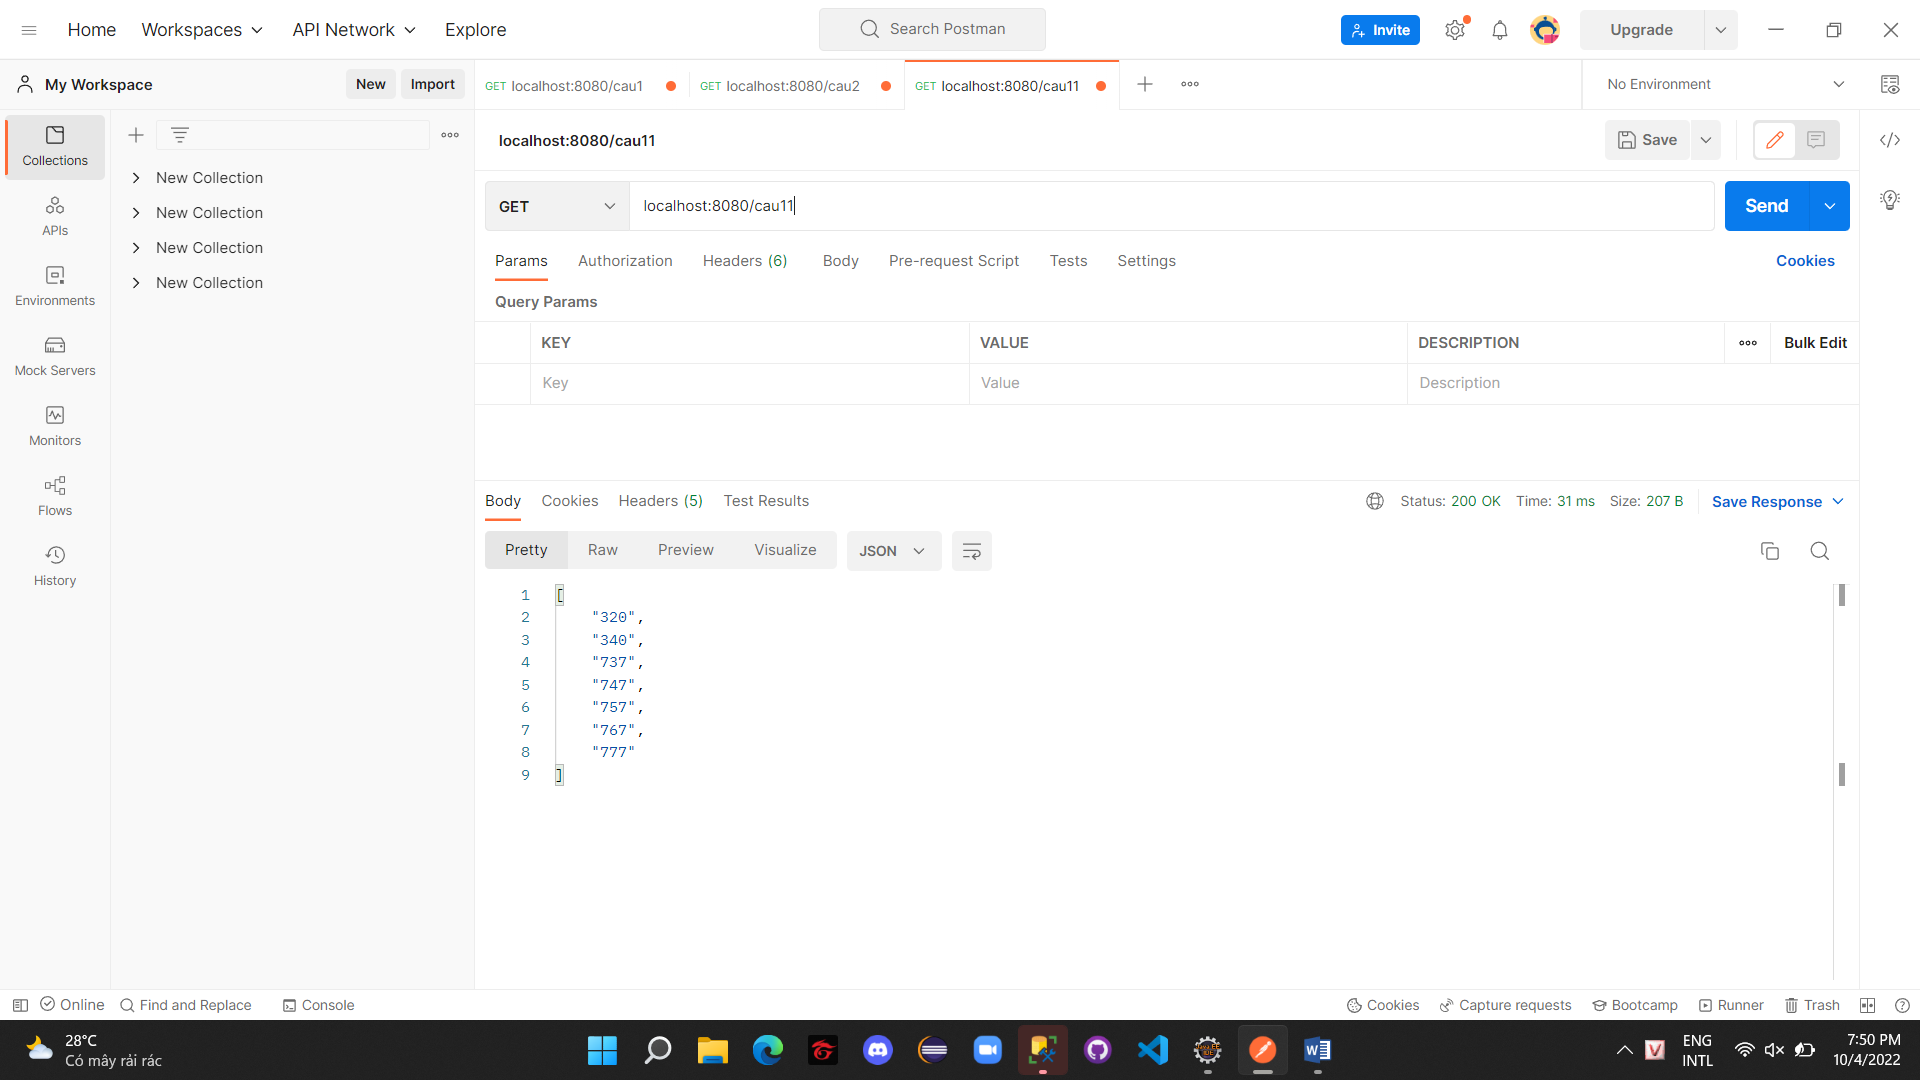 Home Workspaces API Network Explore Search Postman Invite Upgrade
My Workspace New Import GET localhost:8080/cau1 GET localhost:8080/cau2 GET localhost:8080/cau11 No Environment
Collections
APIs
Environments
Mock Servers
Monitors
Flows
History
New Collection
New Collection
New Collection
New Collection
localhost:8080/cau11 Save
GET localhost:8080/cau11 Send
Params Authorization Headers (6) Body Pre-request Script Tests Settings Cookies
Query Params
KEY VALUE DESCRIPTION Bulk Edit
Key Value Description
Body Cookies Headers (5) Test Results Status: 200 OK Time: 31 ms Size: 207 B Save Response
Pretty Raw Preview Visualize JSON
1 [
2 "320",
3 "340",
4 "737",
5 "747",
6 "757",
7 "767",
8 "777"
9 ]
Online Find and Replace Console Cookies Capture requests Bootcamp Runner Trash
28°C
Có mây rải rác
ENG
INTL
7:50 PM
10/4/2022